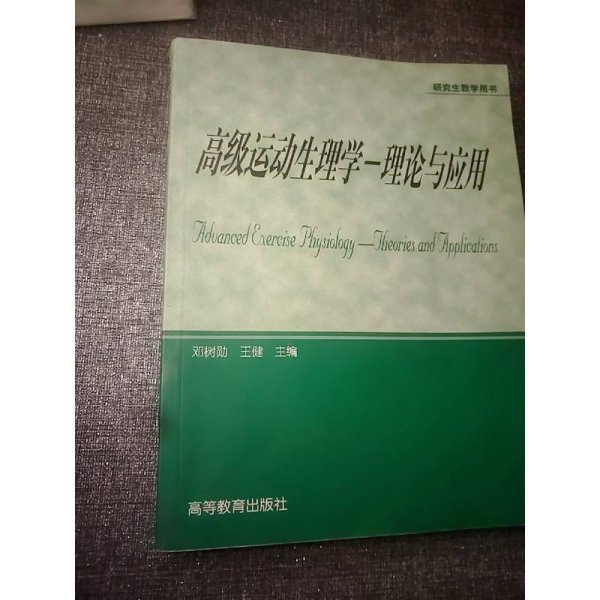 研究生教学用书
高级运动生理学—理论与应用
Advanced Exercise Physiology—Theories and Applications
邓树勋 王健 主编
高等教育出版社